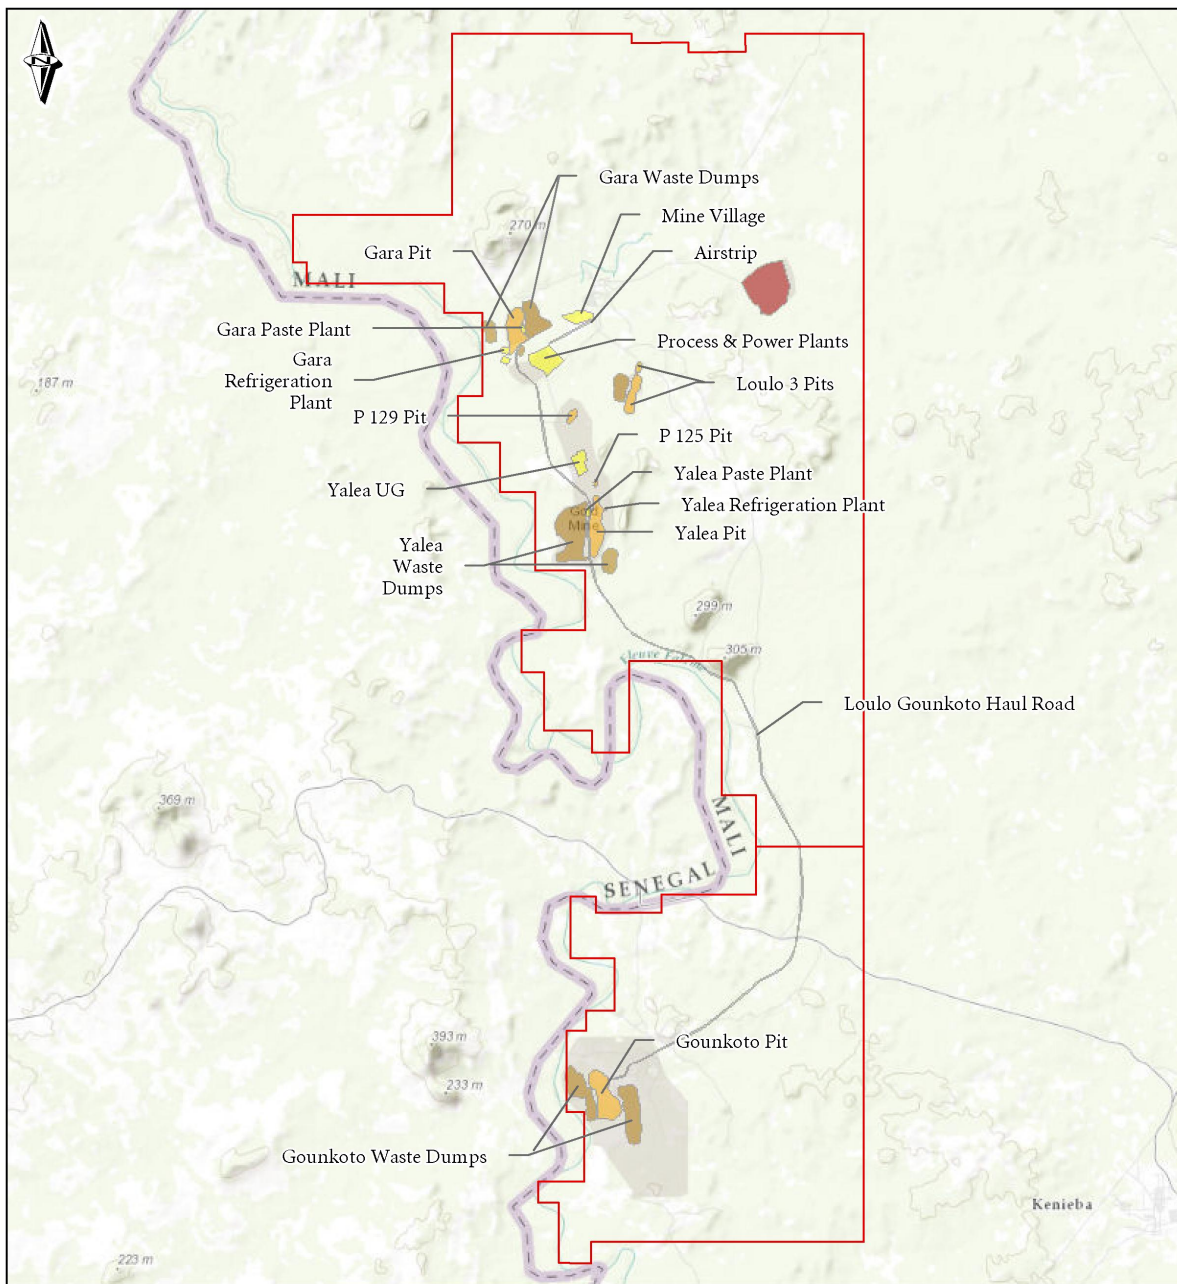 N
Gara Waste Dumps
Mine Village
270 m
Gara Pit
Airstrip
MALI
Gara Paste Plant
Process & Power Plants
Gara
Refrigeration
Plant
187 m
Loulo 3 Pits
P 129 Pit
P 125 Pit
Yalea Paste Plant
Yalea UG
Yalea Refrigeration Plant
Gold
Mine
Yalea Pit
Yalea
Waste
Dumps
299 m
305 m
Fleuve
Loulo Gounkoto Haul Road
369 m
MALI
SENEGAL
393 m
Gounkoto Pit
233 m
Gounkoto Waste Dumps
Kenieba
223 m